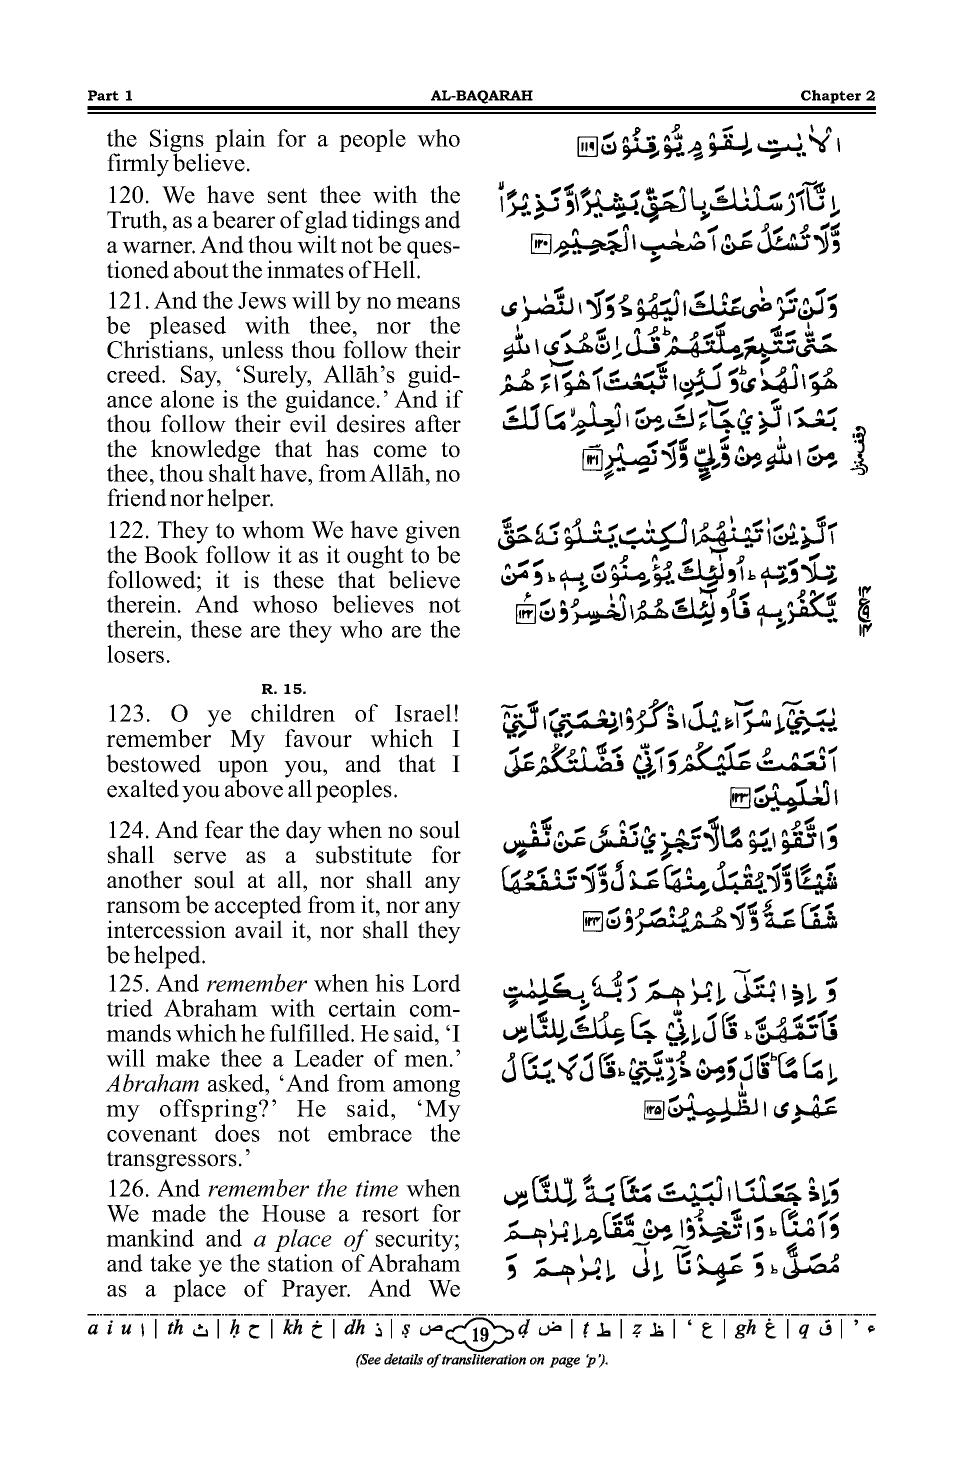 Part 1 AL-BAQARAH Chapter 2
the Signs plain for a people who
firmly believe.
120. We have sent thee with the
Truth, as a bearer of glad tidings and
a warner. And thou wilt not be ques-
tioned about the inmates of Hell.
121. And the Jews will by no means
be pleased with thee, nor the
Christians, unless thou follow their
creed. Say, ‘Surely, Allāh’s guid-
ance alone is the guidance.’ And if
thou follow their evil desires after
the knowledge that has come to
thee, thou shalt have, from Allāh, no
friend nor helper.
122. They to whom We have given
the Book follow it as it ought to be
followed; it is these that believe
therein. And whoso believes not
therein, these are they who are the
losers.
R. 15.
123. O ye children of Israel!
remember My favour which I
bestowed upon you, and that I
exalted you above all peoples.
124. And fear the day when no soul
shall serve as a substitute for
another soul at all, nor shall any
ransom be accepted from it, nor any
intercession avail it, nor shall they
be helped.
125. And remember when his Lord
tried Abraham with certain com-
mands which he fulfilled. He said, ‘I
will make thee a Leader of men.’
Abraham asked, ‘And from among
my offspring?’ He said, ‘My
covenant does not embrace the
transgressors.’
126. And remember the time when
We made the House a resort for
mankind and a place of security;
and take ye the station of Abraham
as a place of Prayer. And We
الْاٰيٰتِ لِقَوْمٍ يُّوْقِنُوْنَ ۱۱۹
اِنَّآ اَرْسَلْنٰكَ بِالْحَقِّ بَشِيْرًا وَّ نَذِيْرًا ۙ
وَّلَا تُسْئَلُ عَنْ اَصْحٰبِ الْجَحِيْمِ ۱۲۰
وَلَنْ تَرْضٰى عَنْكَ الْيَهُوْدُ وَلَا النَّصٰرٰى
حَتّٰى تَتَّبِعَ مِلَّتَهُمْ ؕ قُلْ اِنَّ هُدَى اللّٰهِ
هُوَ الْهُدٰى ؕ وَ لَئِنِ اتَّبَعْتَ اَهْوَآءَهُمْ
بَعْدَ الَّذِيْ جَآءَكَ مِنَ الْعِلْمِ ۙ مَا لَكَ
مِنَ اللّٰهِ مِنْ وَّلِيٍّ وَّلَا نَصِيْرٍ ۱۲۱
اَلَّذِيْنَ اٰتَيْنٰهُمُ الْكِتٰبَ يَتْلُوْنَهٗ حَقَّ
تِلَاوَتِهٖ ؕ اُولٰٓئِكَ يُؤْمِنُوْنَ بِهٖ ؕ وَ مَنْ
يَّكْفُرْ بِهٖ فَاُولٰٓئِكَ هُمُ الْخٰسِرُوْنَ ۱۲۲
يٰبَنِيْٓ اِسْرَآءِيْلَ اذْكُرُوْا نِعْمَتِيَ الَّتِيْٓ
اَنْعَمْتُ عَلَيْكُمْ وَ اَنِّيْ فَضَّلْتُكُمْ عَلَى
الْعٰلَمِيْنَ ۱۲۳
وَ اتَّقُوْا يَوْمًا لَّا تَجْزِيْ نَفْسٌ عَنْ نَّفْسٍ
شَيْـًٔا وَّلَا يُقْبَلُ مِنْهَا عَدْلٌ وَّلَا تَنْفَعُهَا
شَفَاعَةٌ وَّلَا هُمْ يُنْصَرُوْنَ
وَ اِذِ ابْتَلٰٓى اِبْرٰهٖمَ رَبُّهٗ بِكَلِمٰتٍ
فَاَتَمَّهُنَّ ؕ قَالَ اِنِّيْ جَاعِلُكَ لِلنَّاسِ
اِمَامًا ؕ قَالَ وَمِنْ ذُرِّيَّتِيْ ؕ قَالَ لَا يَنَالُ
عَهْدِى الظّٰلِمِيْنَ ۱۲۵
وَاِذْ جَعَلْنَا الْبَيْتَ مَثَابَةً لِّلنَّاسِ
وَاَمْنًا ؕ وَاتَّخِذُوْا مِنْ مَّقَامِ اِبْرٰهٖمَ
مُصَلًّى ؕ وَ عَهِدْنَآ اِلٰٓى اِبْرٰهٖمَ وَ
a i u ا | th ث | ḥ ح | kh خ | dh ذ | ṣ ص 19 ḍ ض | ṭ ط | ẓ ظ | ‘ ع | gh غ | q ق | ’ ء
(See details of transliteration on page ‘p’).